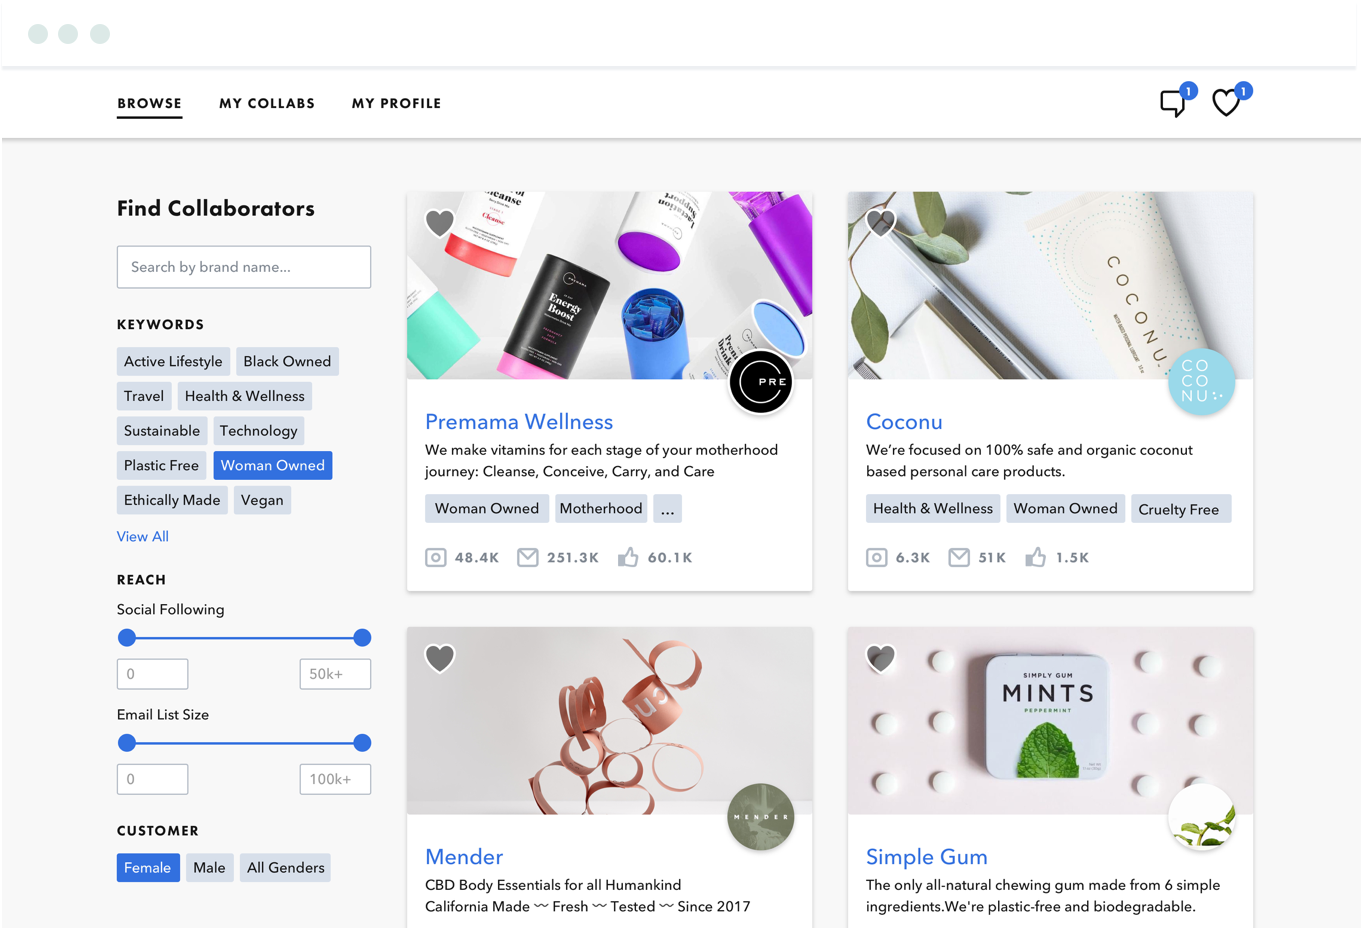 BROWSE
MY COLLABS
MY PROFILE
1
1
Find Collaborators
Search by brand name...
KEYWORDS
Active Lifestyle
Black Owned
Travel
Health & Wellness
Sustainable
Technology
Plastic Free
Woman Owned
Ethically Made
Vegan
View All
REACH
Social Following
0
50k+
Email List Size
0
100k+
CUSTOMER
Female
Male
All Genders
Cleanse
Lactation
Support
PREMAMA
Energy
Boost
PRE
Premama Wellness
We make vitamins for each stage of your motherhood
journey: Cleanse, Conceive, Carry, and Care
Woman Owned
Motherhood
...
48.4K
251.3K
60.1K
COCONU
CO
CO
NU
Coconu
We’re focused on 100% safe and organic coconut
based personal care products.
Health & Wellness
Woman Owned
Cruelty Free
6.3K
51K
1.5K
MENDER
Mender
CBD Body Essentials for all Humankind
California Made 〰 Fresh 〰 Tested 〰 Since 2017
SIMPLY GUM
MINTS
PEPPERMINT
Simple Gum
The only all-natural chewing gum made from 6 simple
ingredients.We're plastic-free and biodegradable.